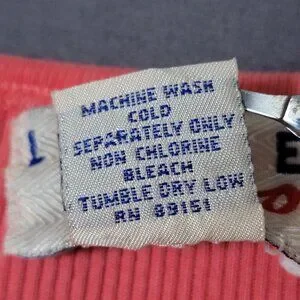 MACHINE WASH
COLD
SEPARATELY ONLY
NON CHLORINE
BLEACH
TUMBLE DRY LOW
RN 89151